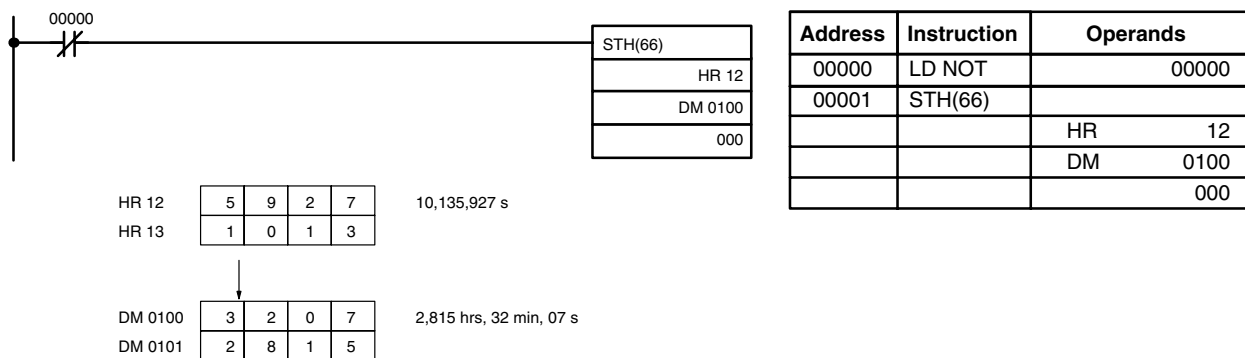 00000
STH(66)
HR 12
DM 0100
000
Address Instruction Operands
00000 LD NOT 00000
00001 STH(66)
HR 12
DM 0100
000
HR 12 5 9 2 7 10,135,927 s
HR 13 1 0 1 3
DM 0100 3 2 0 7 2,815 hrs, 32 min, 07 s
DM 0101 2 8 1 5